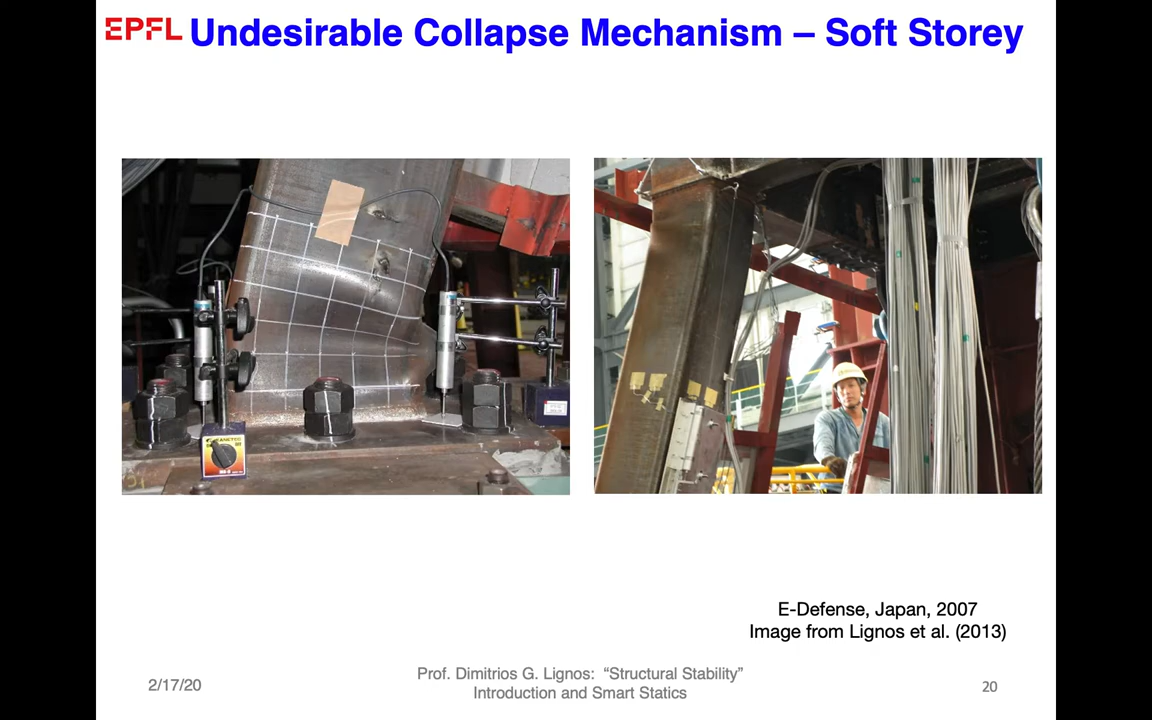 EPFL Undesirable Collapse Mechanism – Soft Storey
E-Defense, Japan, 2007
Image from Lignos et al. (2013)
2/17/20
Prof. Dimitrios G. Lignos: “Structural Stability”
Introduction and Smart Statics
20